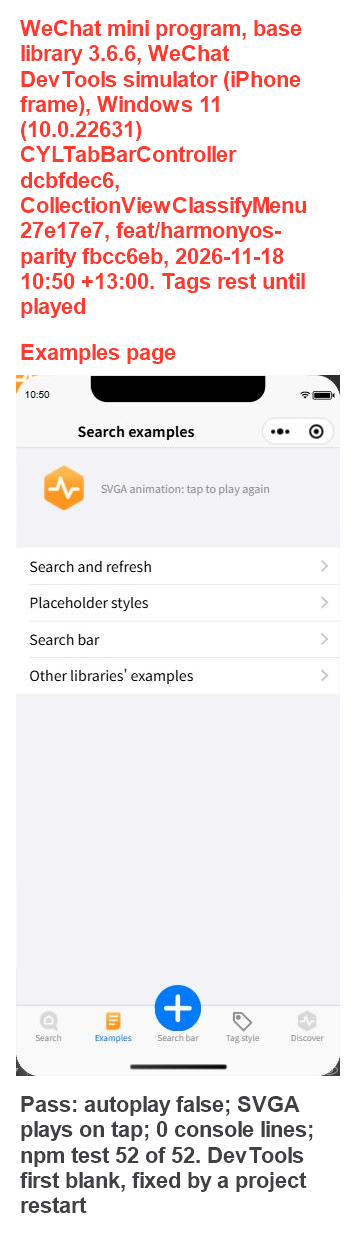 WeChat mini program, base
library 3.6.6, WeChat
DevTools simulator (iPhone
frame), Windows 11
(10.0.22631)
CYLTabBarController
dcbfdec6,
CollectionViewClassifyMenu
27e17e7, feat/harmonyos-
parity fbcc6eb, 2026-11-18
10:50 +13:00. Tags rest until
played
Examples page
10:50
Search examples
SVGA animation: tap to play again
Search and refresh
Placeholder styles
Search bar
Other libraries' examples
Search
Examples
Search bar
Tag style
Discover
Pass: autoplay false; SVGA
plays on tap; 0 console lines;
npm test 52 of 52. DevTools
first blank, fixed by a project
restart